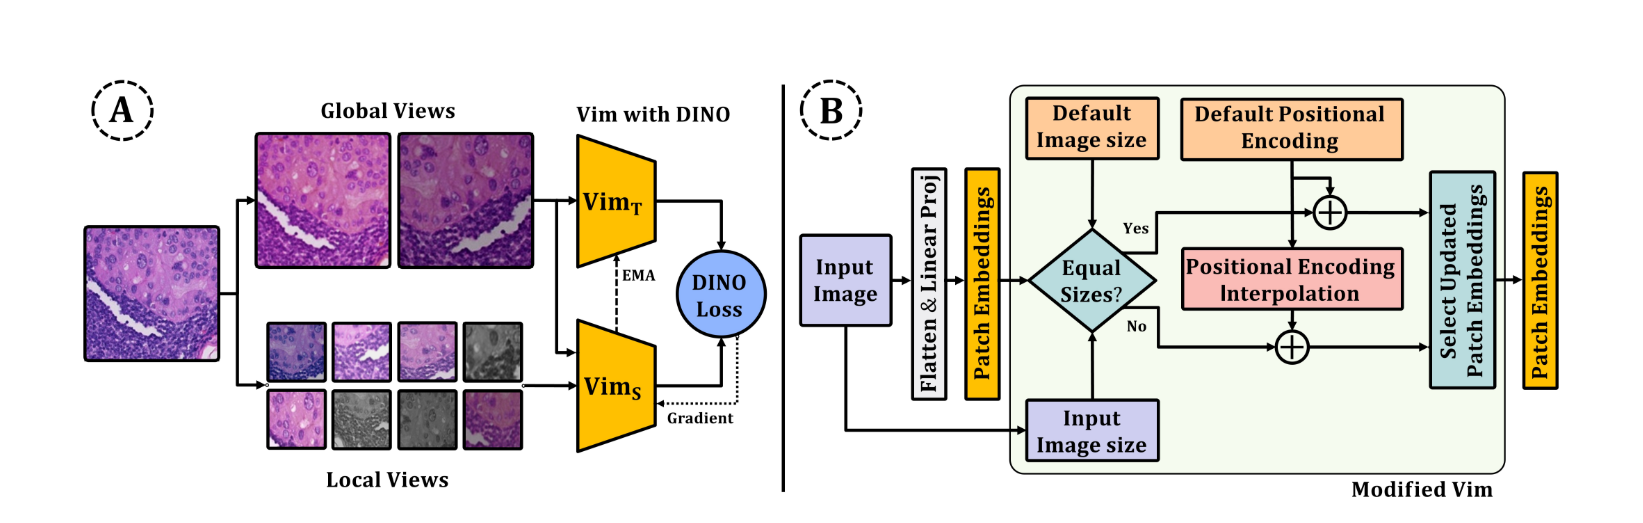 A
Global Views
Vim with DINO
VimT
EMA
DINO
Loss
VimS
Gradient
Local Views
B
Input
Image
Flatten & Linear Proj
Patch Embeddings
Default
Image size
Default Positional
Encoding
Equal
Sizes?
Yes
No
Positional Encoding
Interpolation
Input
Image size
Select Updated
Patch Embeddings
Patch Embeddings
Modified Vim